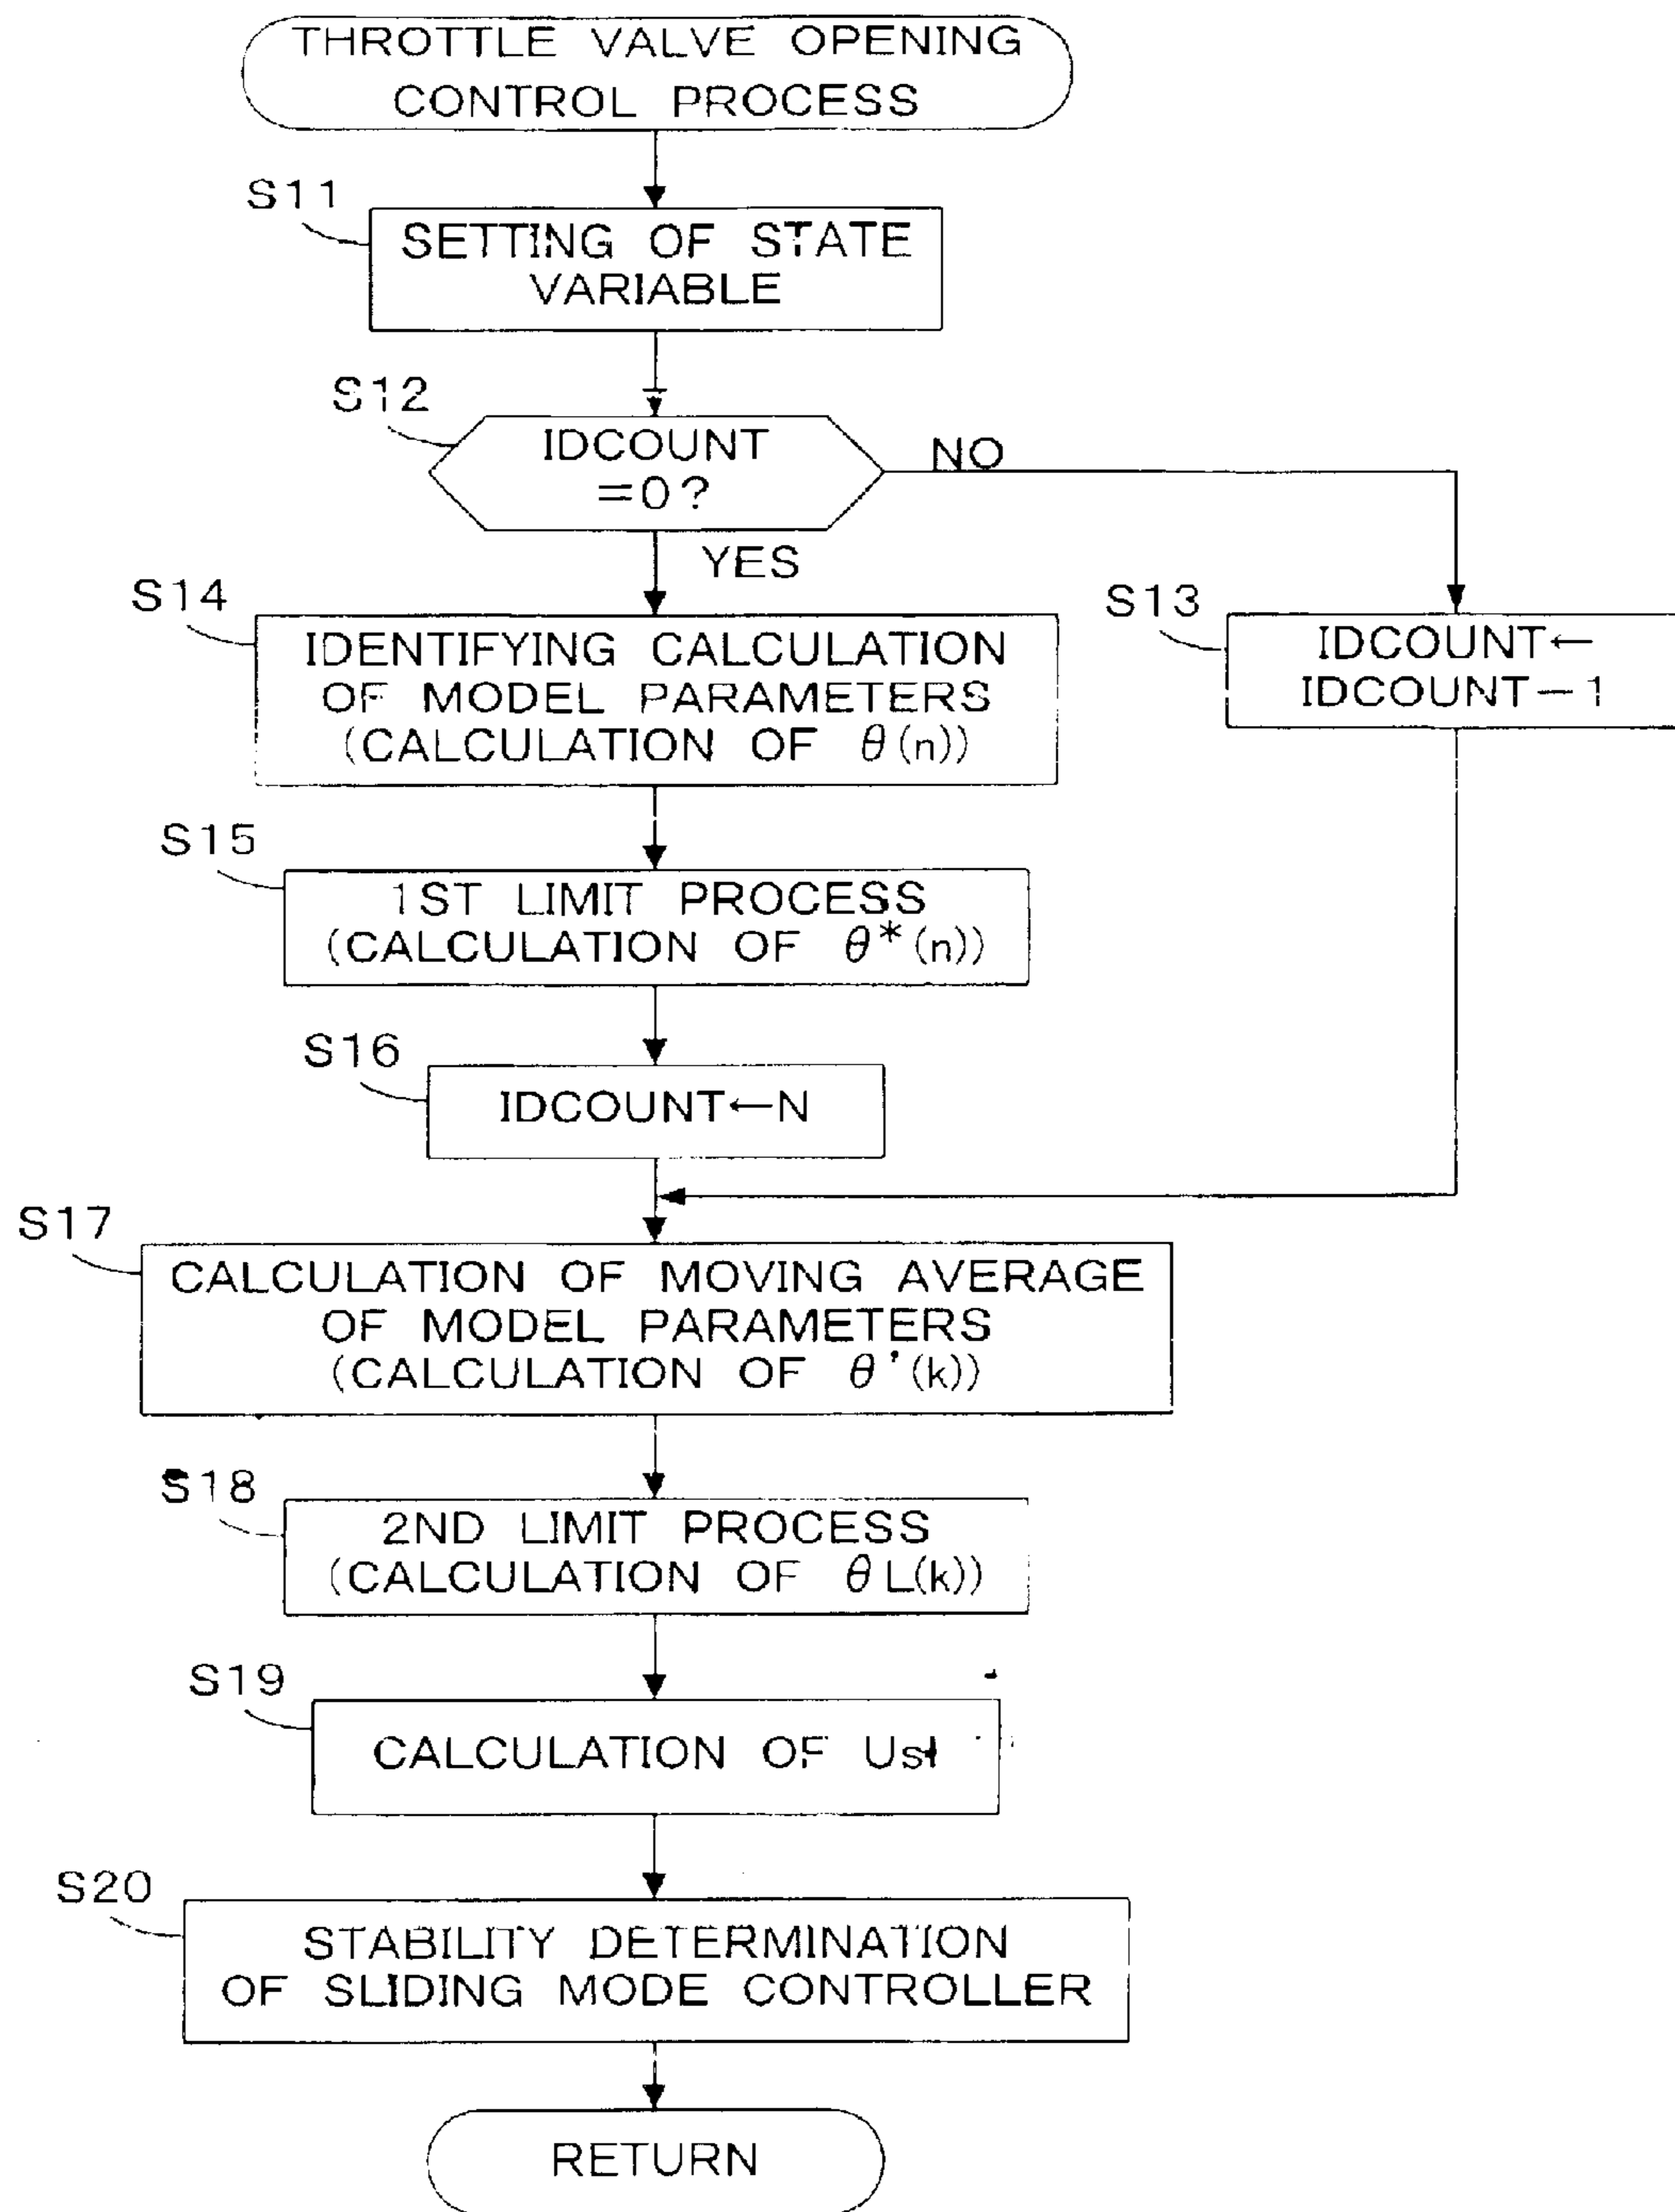 THROTTLE VALVE OPENING
CONTROL PROCESS
S11
SETTING OF STATE
VARIABLE
S12
IDCOUNT
=0?
NO
YES
S14
IDENTIFYING CALCULATION
OF MODEL PARAMETERS
(CALCULATION OF θ(n))
S13
IDCOUNT←
IDCOUNT−1
S15
1ST LIMIT PROCESS
(CALCULATION OF θ*(n))
S16
IDCOUNT←N
S17
CALCULATION OF MOVING AVERAGE
OF MODEL PARAMETERS
(CALCULATION OF θ'(k))
S18
2ND LIMIT PROCESS
(CALCULATION OF θL(k))
S19
CALCULATION OF Usl
S20
STABILITY DETERMINATION
OF SLIDING MODE CONTROLLER
RETURN